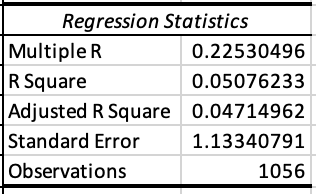 Regression Statistics
Multiple R 0.22530496
R Square 0.05076233
Adjusted R Square 0.04714962
Standard Error 1.13340791
Observations 1056